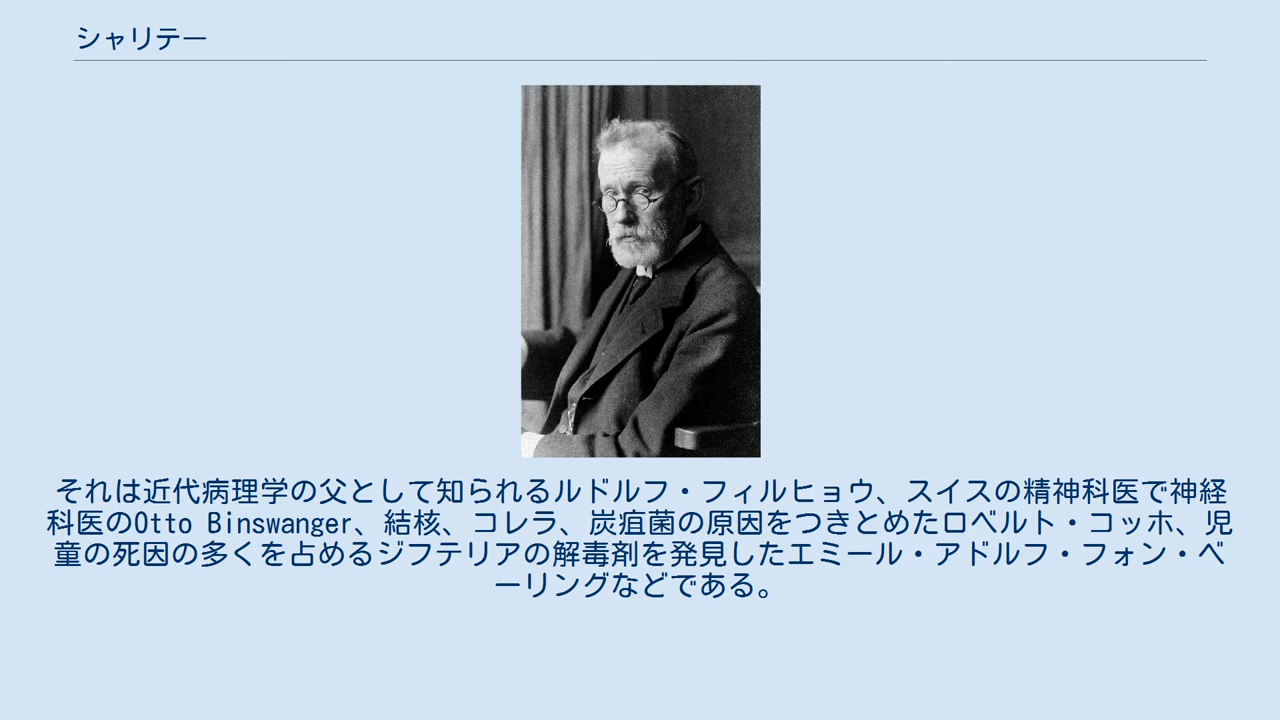 シャリテー
それは近代病理学の父として知られるルドルフ・フィルヒョウ、スイスの精神科医で神経
科医のOtto Binswanger、結核、コレラ、炭疽菌の原因をつきとめたロベルト・コッホ、児
童の死因の多くを占めるジフテリアの解毒剤を発見したエミール・アドルフ・フォン・ベ
ーリングなどである。